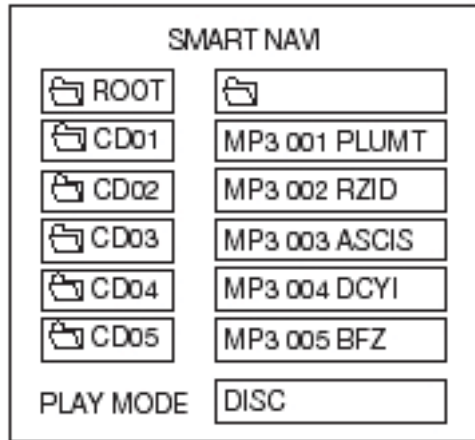 SMART NAVI
ROOT
CD01 MP3 001 PLUMT
CD02 MP3 002 RZID
CD03 MP3 003 ASCIS
CD04 MP3 004 DCYI
CD05 MP3 005 BFZ
PLAY MODE DISC